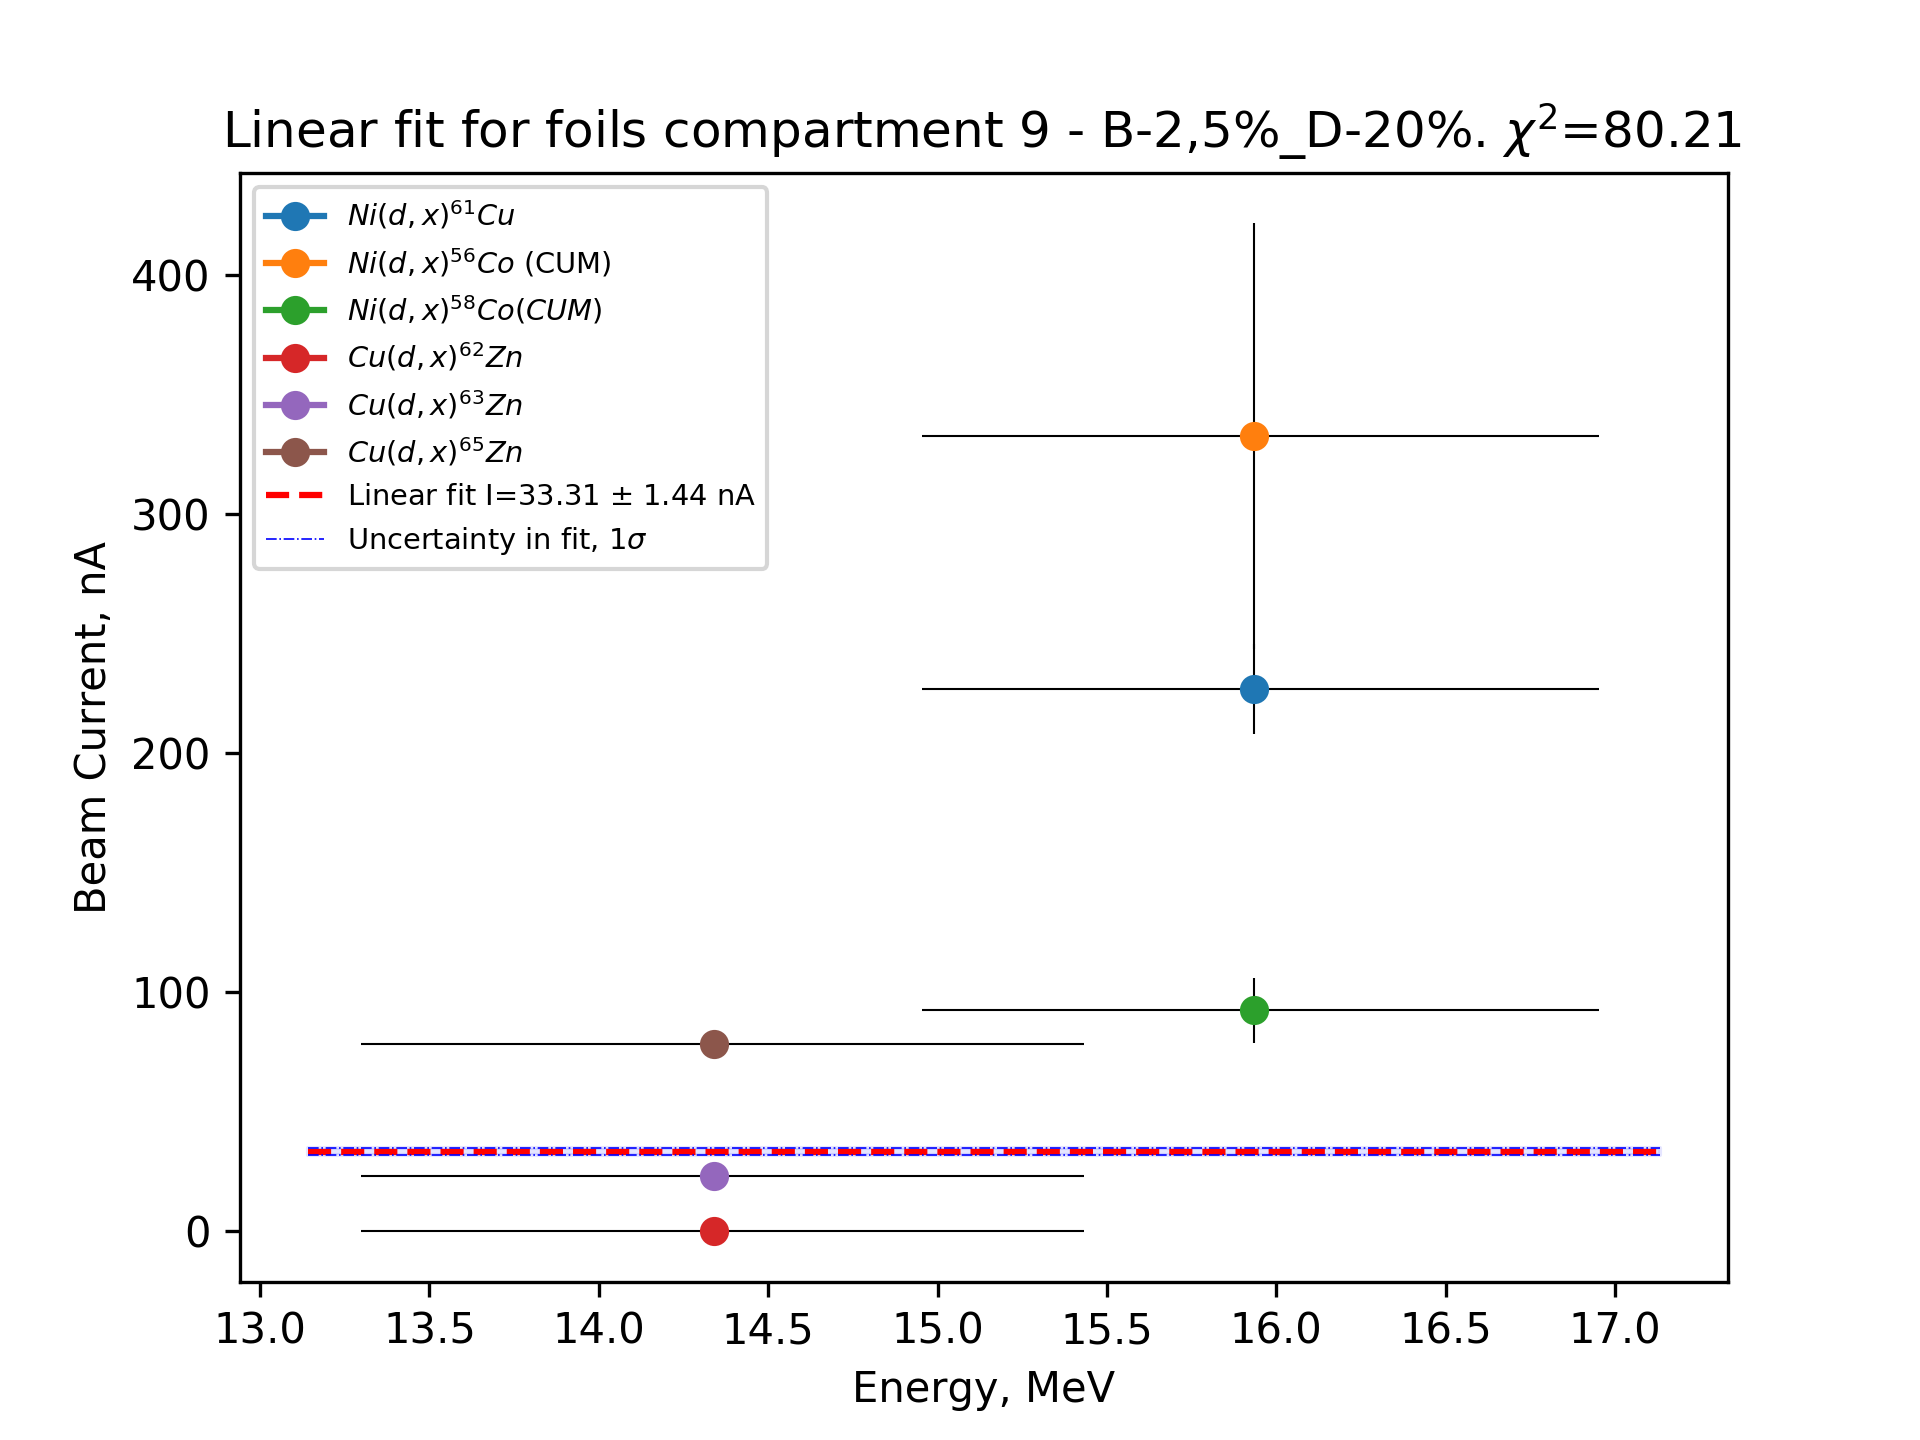 Linear fit for foils compartment 9 - B-2,5%_D-20%. χ²=80.21
Ni(d, x)⁶¹Cu
Ni(d, x)⁵⁶Co (CUM)
Ni(d, x)⁵⁸Co(CUM)
Cu(d, x)⁶²Zn
Cu(d, x)⁶³Zn
Cu(d, x)⁶⁵Zn
Linear fit I=33.31 ± 1.44 nA
Uncertainty in fit, 1σ
Beam Current, nA
400
300
200
100
0
13.0 13.5 14.0 14.5 15.0 15.5 16.0 16.5 17.0
Energy, MeV